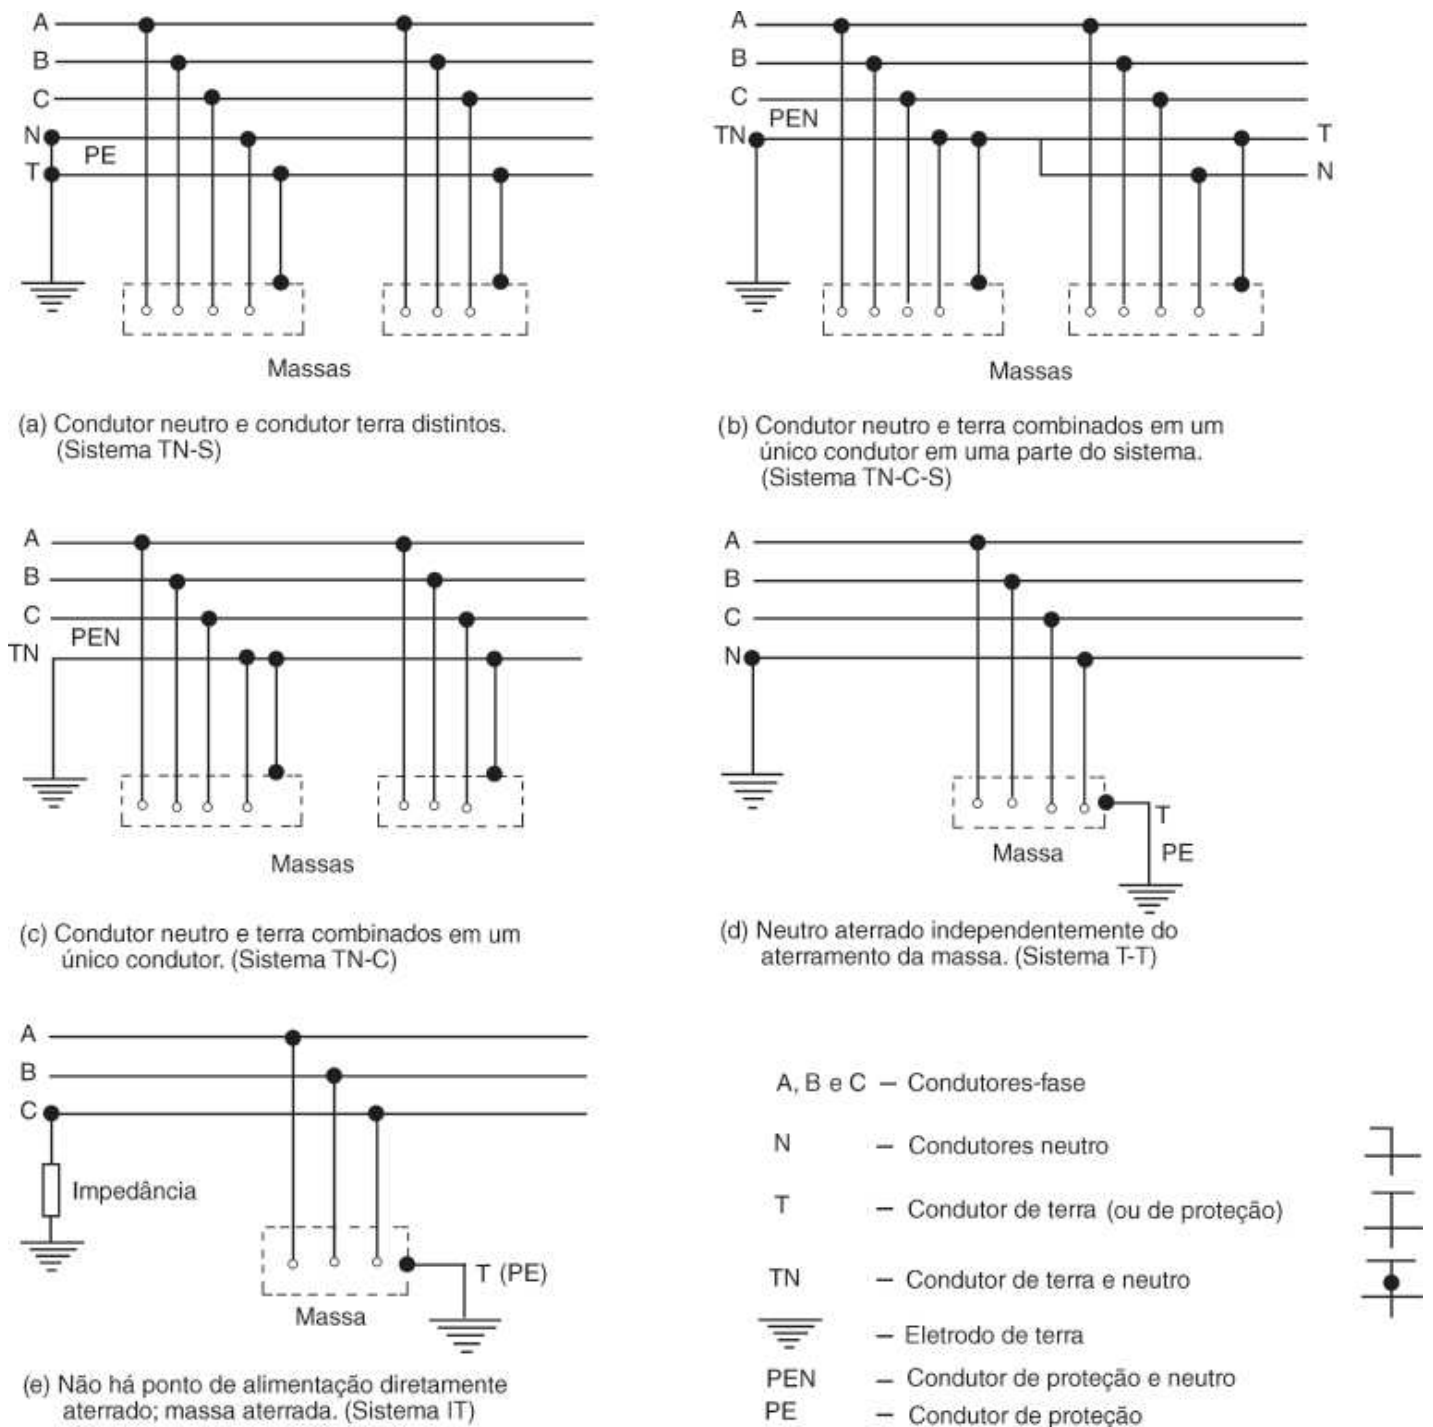 A
B
C
N
PE
T
Massas
(a) Condutor neutro e condutor terra distintos.
(Sistema TN-S)
A
B
C
PEN
TN
T
N
Massas
(b) Condutor neutro e terra combinados em um
único condutor em uma parte do sistema.
(Sistema TN-C-S)
A
B
C
PEN
TN
Massas
(c) Condutor neutro e terra combinados em um
único condutor. (Sistema TN-C)
A
B
C
N
T
Massa
PE
(d) Neutro aterrado independentemente do
aterramento da massa. (Sistema T-T)
A
B
C
Impedância
T (PE)
Massa
(e) Não há ponto de alimentação diretamente
aterrado; massa aterrada. (Sistema IT)
A, B e C – Condutores-fase
N – Condutores neutro
T – Condutor de terra (ou de proteção)
TN – Condutor de terra e neutro
– Eletrodo de terra
PEN – Condutor de proteção e neutro
PE – Condutor de proteção